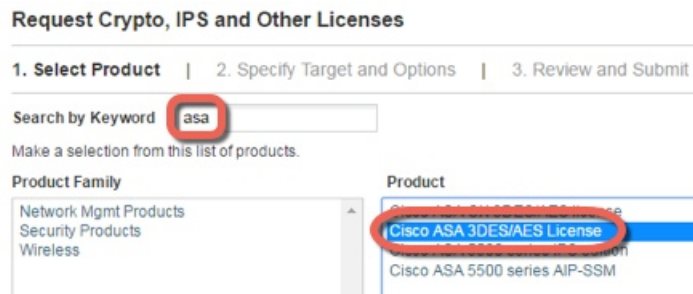 Request Crypto, IPS and Other Licenses
1. Select Product | 2. Specify Target and Options | 3. Review and Submit
Search by Keyword asa
Make a selection from this list of products.
Product Family Product
Network Mgmt Products
Security Products
Wireless
Cisco ASA 3DES/AES License
Cisco ASA 5500 series AIP-SSM